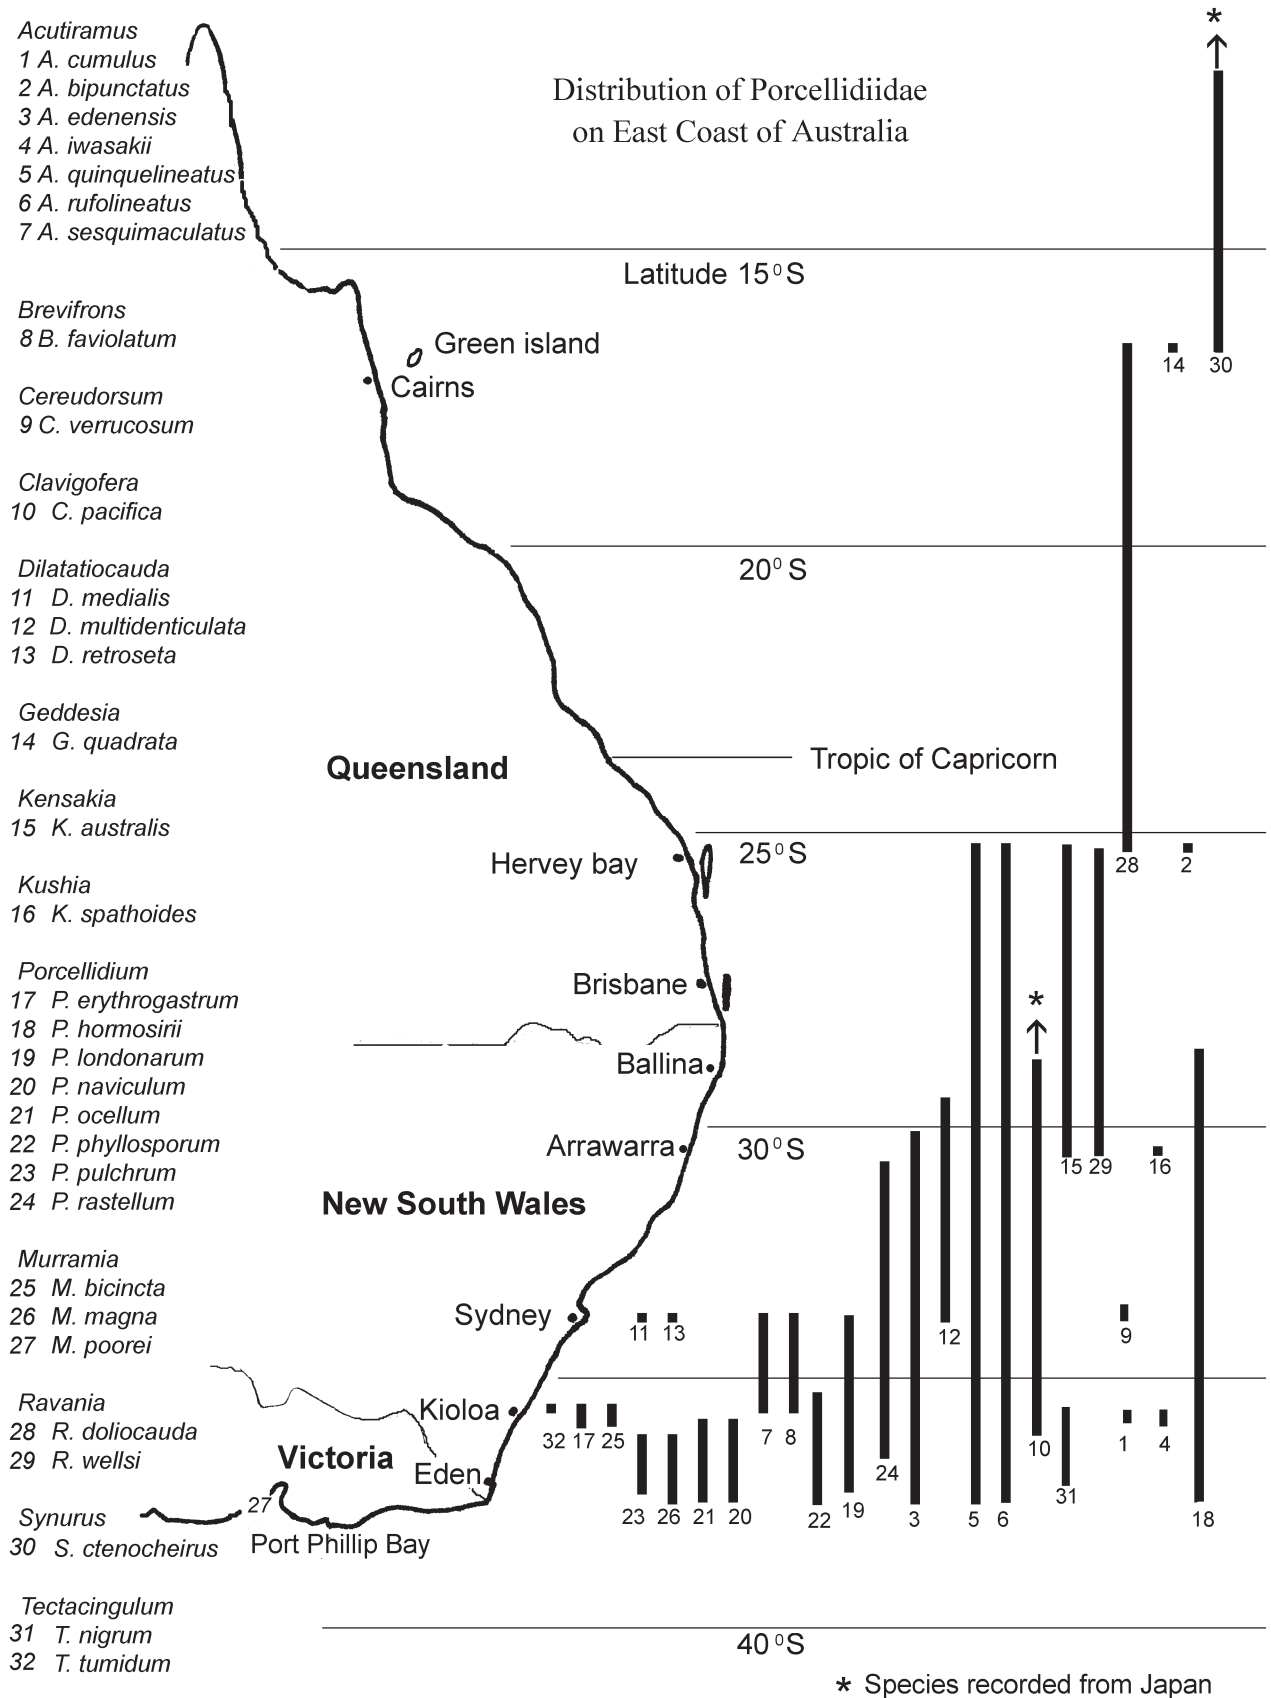 Acutiramus
1 A. cumulus
2 A. bipunctatus
3 A. edenensis
4 A. iwasakii
5 A. quinquelineatus
6 A. rufolineatus
7 A. sesquimaculatus
Brevifrons
8 B. faviolatum
Cereudorsum
9 C. verrucosum
Clavigofera
10 C. pacifica
Dilatatiocauda
11 D. medialis
12 D. multidenticulata
13 D. retroseta
Geddesia
14 G. quadrata
Kensakia
15 K. australis
Kushia
16 K. spathoides
Porcellidium
17 P. erythrogastrum
18 P. hormosirii
19 P. londonarum
20 P. naviculum
21 P. ocellum
22 P. phyllosporum
23 P. pulchrum
24 P. rastellum
Murramia
25 M. bicincta
26 M. magna
27 M. poorei
Ravania
28 R. doliocauda
29 R. wellsi
Synurus
30 S. ctenocheirus
Tectacingulum
31 T. nigrum
32 T. tumidum
Distribution of Porcellidiidae
on East Coast of Australia
*
Latitude 15⁰S
Green island
Cairns
14
30
20⁰S
Queensland
Tropic of Capricorn
25⁰S
Hervey bay
28
2
Brisbane
*
Ballina
Arrawarra
30⁰S
15
29
16
New South Wales
Sydney
11
13
12
9
Kioloa
32
17
25
7
8
10
1
4
Victoria
Eden
24
31
27
23
26
21
20
22
19
3
5
6
18
Port Phillip Bay
40⁰S
* Species recorded from Japan